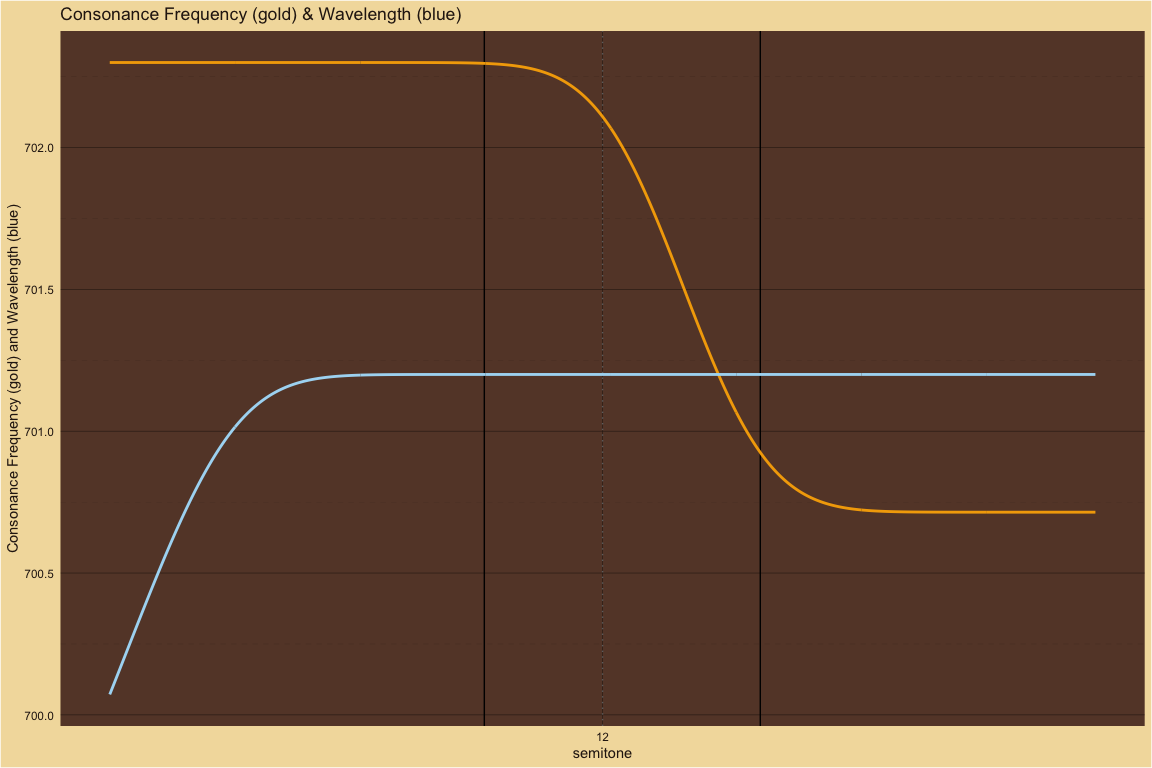 Consonance Frequency (gold) & Wavelength (blue)
Consonance Frequency (gold) and Wavelength (blue)
702.0
701.5
701.0
700.5
700.0
12
semitone